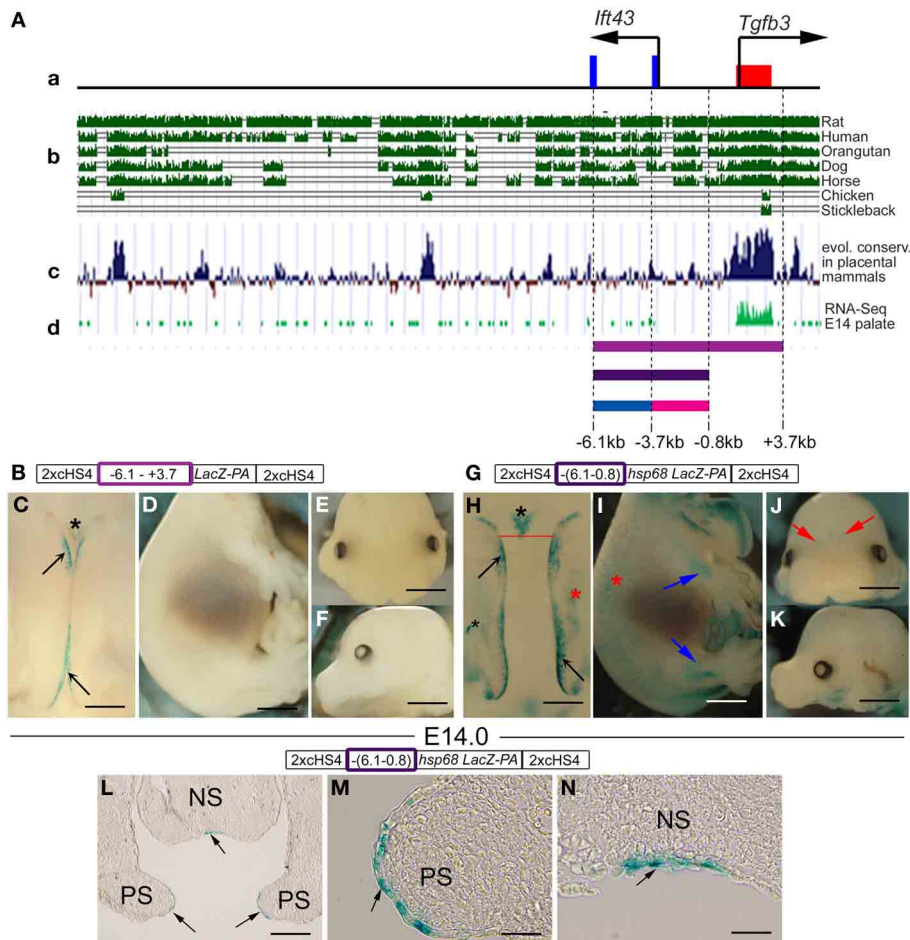 A
Ift43
Tgfb3
a
b
Rat
Human
Orangutan
Dog
Horse
Chicken
Stickleback
c
evol. conserv.
in placental
mammals
d
RNA-Seq
E14 palate
-6.1kb
-3.7kb
-0.8kb
+3.7kb
B
2xcHS4
-6.1 - +3.7
LacZ-PA
2xcHS4
G
2xcHS4
-(6.1-0.8)
hsp68 LacZ-PA
2xcHS4
C
*
D
E
F
H
*
*
*
I
*
J
K
E14.0
2xcHS4
-(6.1-0.8)
hsp68 LacZ-PA
2xcHS4
L
NS
PS
PS
M
PS
N
NS